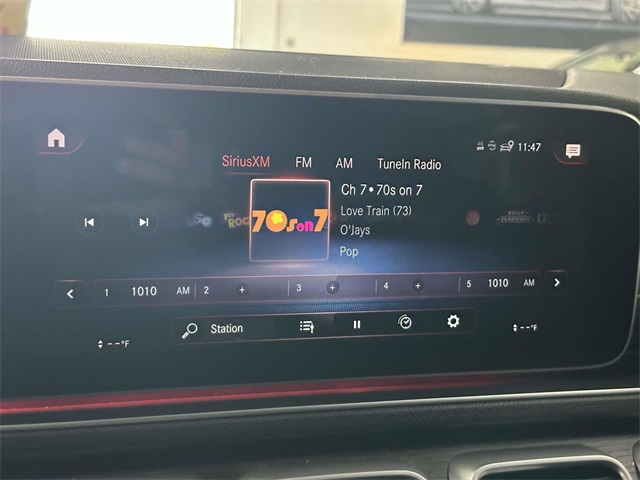 11:47
SiriusXM FM AM TuneIn Radio
Ch 7 • 70s on 7
70s on 7
Love Train (73)
O'Jays
Pop
1 1010 AM 2 + 3 + 4 + 5 1010 AM
Station
--°F --°F